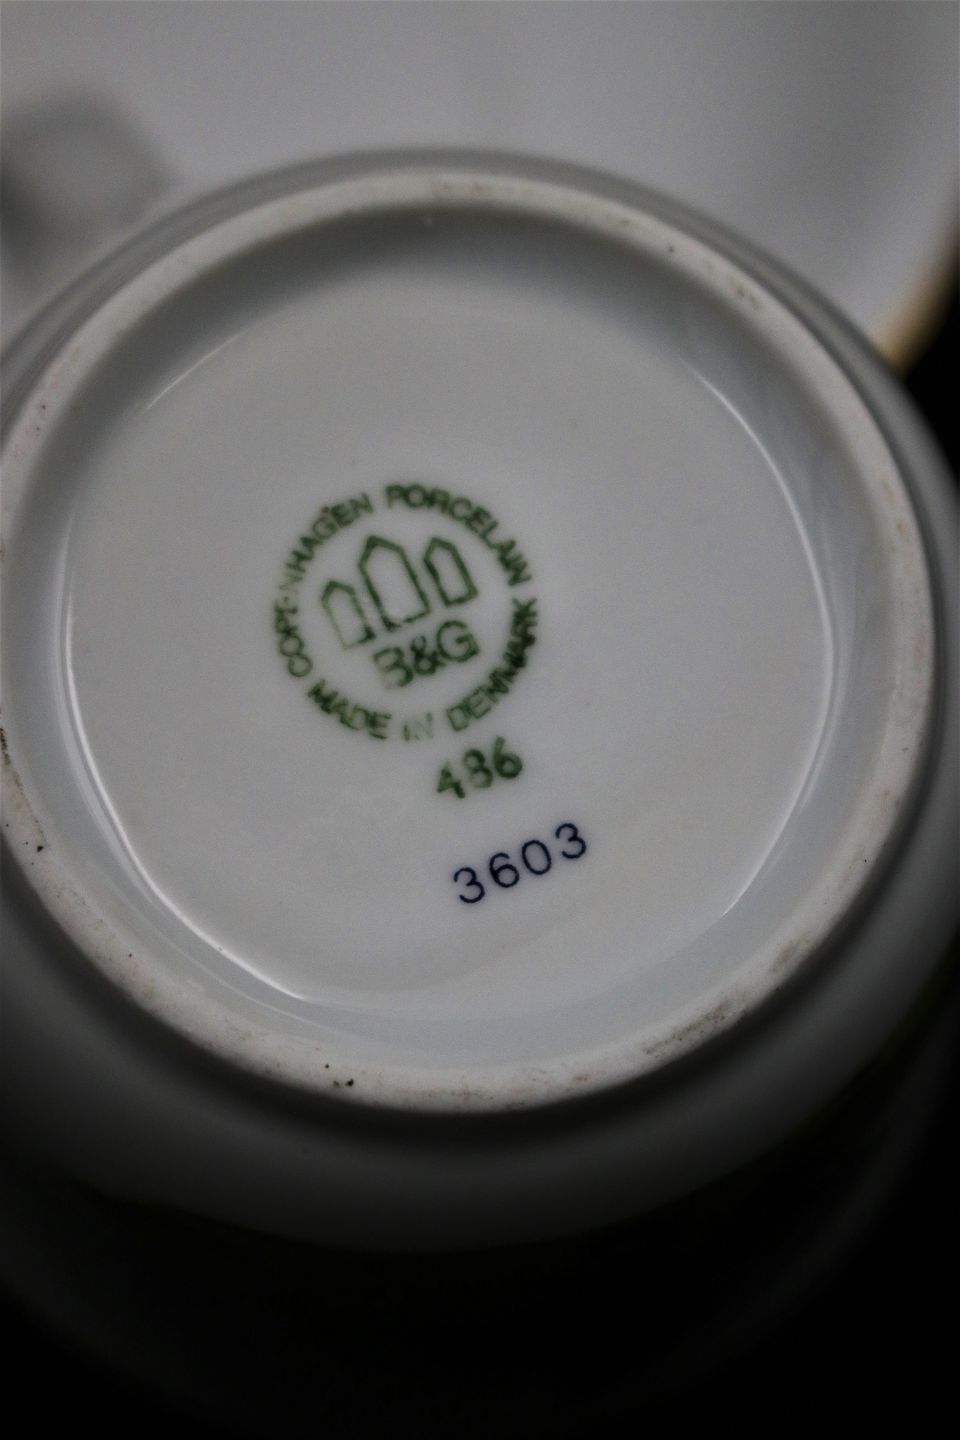 COPENHAGEN PORCELAIN
B&G
MADE IN DENMARK
486
3603